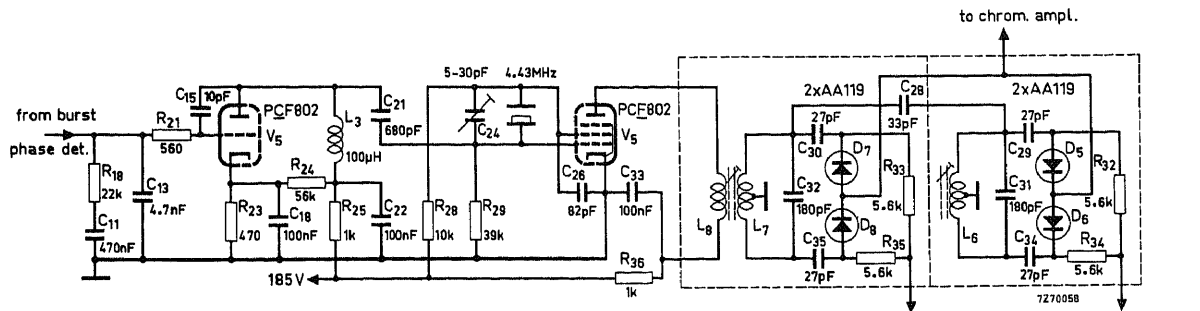 to chrom. ampl.
from burst
phase det.
R21
560
C15
10pF
PCF802
V5
L3
100µH
C21
680pF
5-30pF
C24
4.43MHz
PCF802
V5
R18
22k
C11
470nF
C13
4.7nF
R23
470
C18
100nF
R24
56k
R25
1k
C22
100nF
R28
10k
R29
39k
C26
82pF
C33
100nF
R36
1k
185V
L8
L7
2xAA119
27pF
C30
C28
33pF
D7
R33
5.6k
C32
180pF
D8
C35
27pF
R35
5.6k
2xAA119
27pF
C29
D5
R32
5.6k
C31
180pF
L6
D6
C34
27pF
R34
5.6k
7Z70058